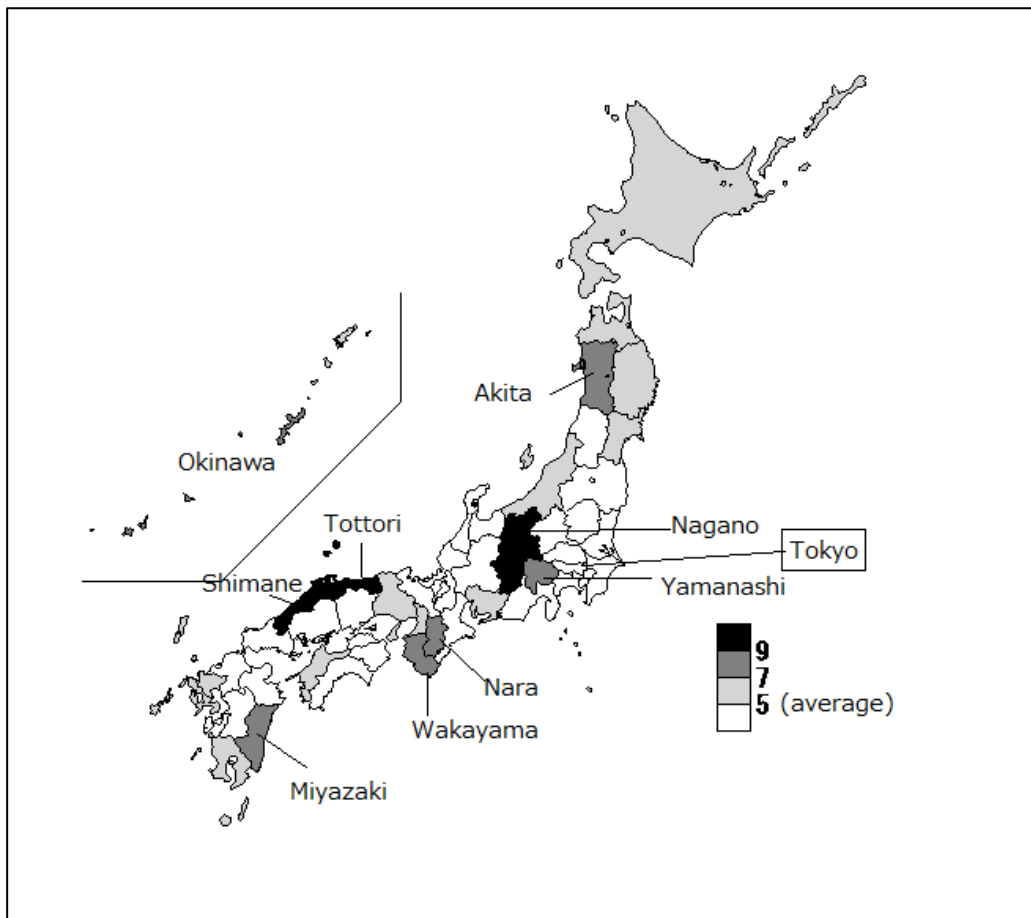 Akita
Okinawa
Tottori
Nagano
Tokyo
Shimane
Yamanashi
9
7
5 (average)
Nara
Wakayama
Miyazaki